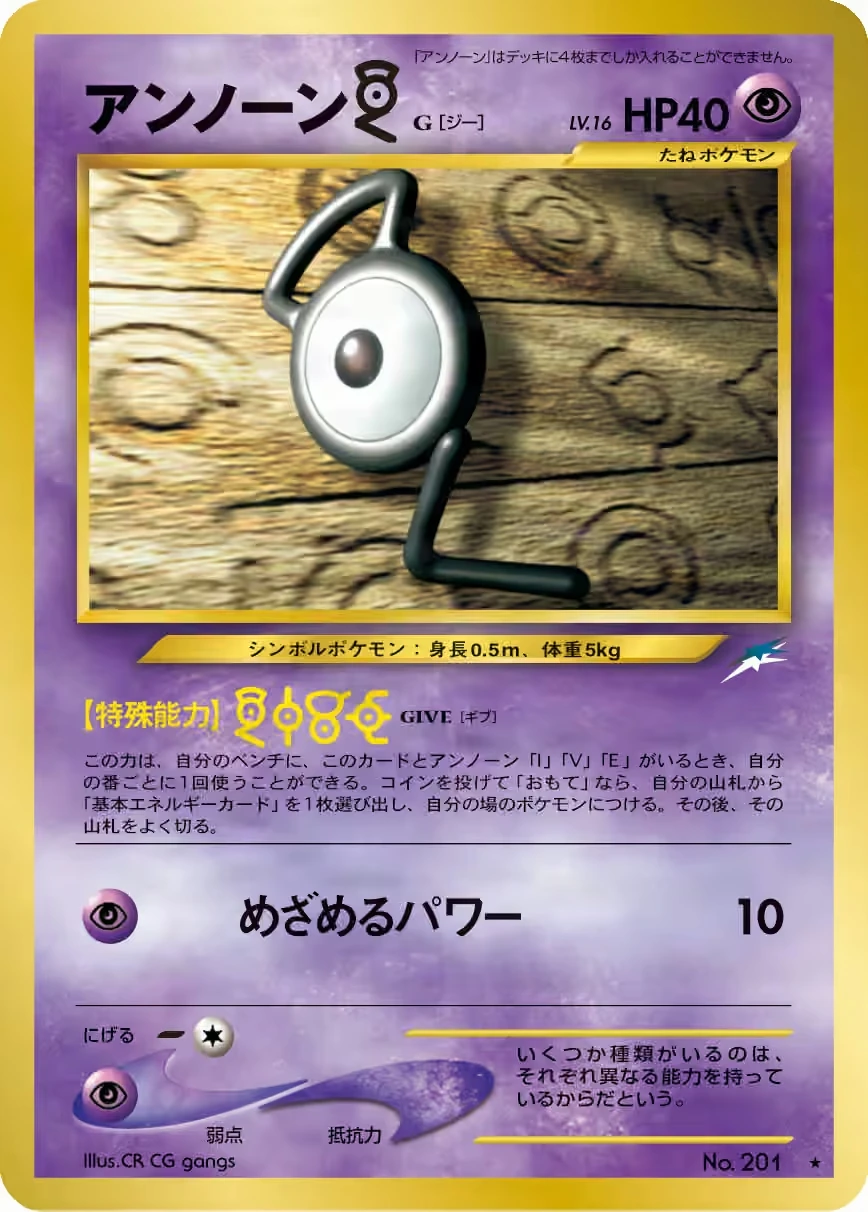 「アンノーン」はデッキに4枚までしか入れることができません。
アンノーン G [ジー] LV.16 HP40
たねポケモン
シンボルポケモン：身長0.5m、体重5kg
【特殊能力】 GIVE [ギブ]
この力は、自分のベンチに、このカードとアンノーン「I」「V」「E」がいるとき、自分
の番ごとに1回使うことができる。コインを投げて「おもて」なら、自分の山札から
「基本エネルギーカード」を1枚選び出し、自分の場のポケモンにつける。その後、その
山札をよく切る。
めざめるパワー 10
にげる
弱点 抵抗力
いくつか種類がいるのは、
それぞれ異なる能力を持って
いるからだという。
Illus.CR CG gangs
No. 201 ★